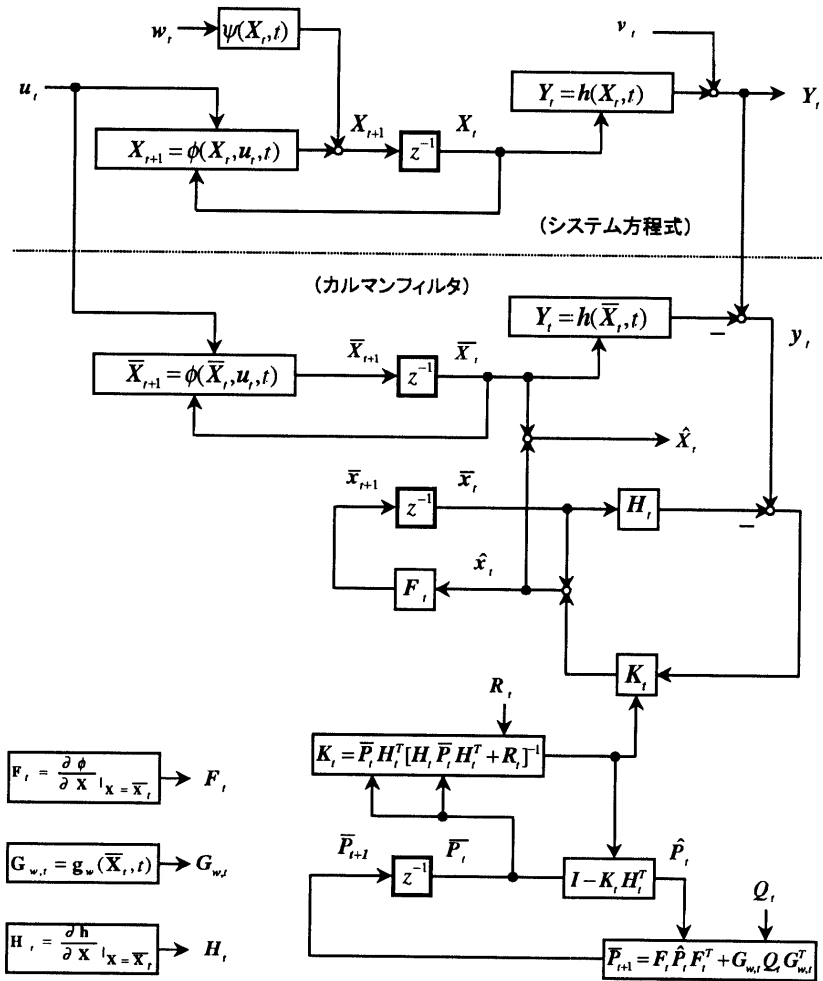 w_t
ψ(X_t,t)
v_t
u_t
Y_t = h(X_t,t)
Y_t
X_{t+1}
X_t
X_{t+1} = ϕ(X_t,u_t,t)
z^{-1}
(システム方程式)
(カルマンフィルタ)
Y_t = h(X̄_t,t)
−
y_t
X̄_{t+1}
X̄_t
X̄_{t+1} = ϕ(X̄_t,u_t,t)
z^{-1}
X̂_t
x̄_{t+1}
x̄_t
z^{-1}
H_t
−
x̂_t
F_t
K_t
R_t
K_t = P̄_t H_t^T [H_t P̄_t H_t^T + R_t]^{-1}
F_t = ∂ϕ/∂X |_{X=X̄_t}
F_t
P̄_{t+1}
P̄_t
P̂_t
G_{w,t} = g_w(X̄_t,t)
G_{w,t}
z^{-1}
I − K_t H_t^T
Q_t
H_t = ∂h/∂X |_{X=X̄_t}
H_t
P̄_{t+1} = F_t P̂_t F_t^T + G_{w,t} Q_t G_{w,t}^T